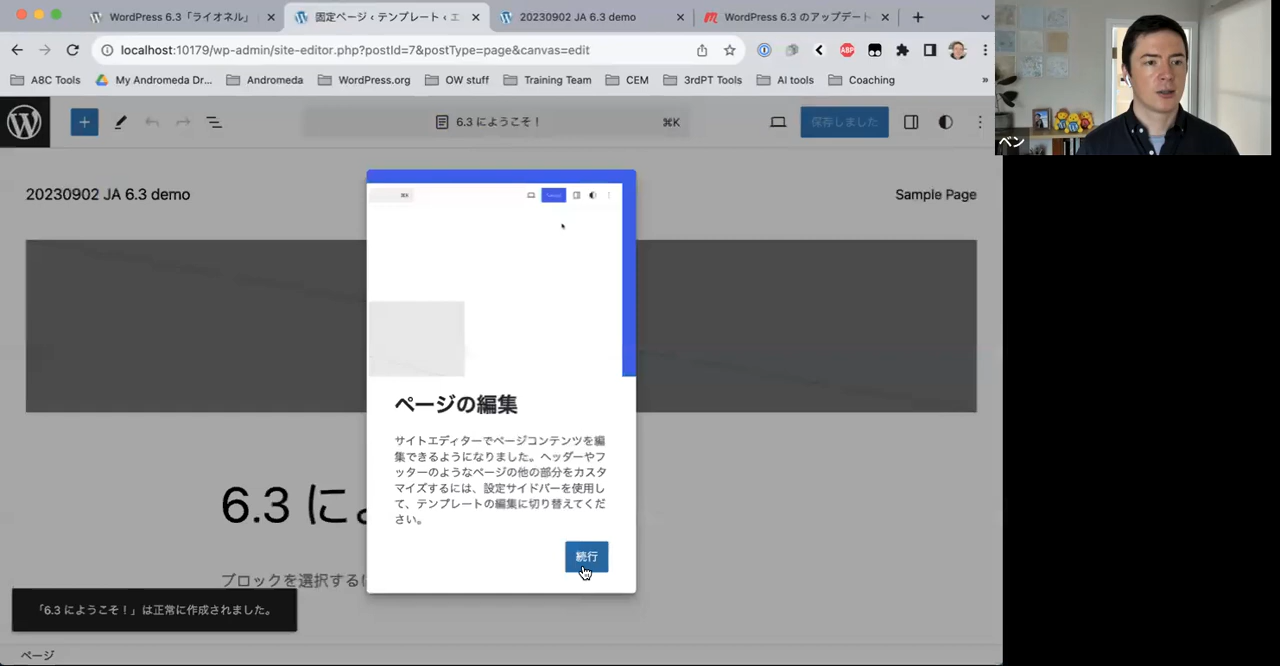 WordPress 6.3「ライオネル」
固定ページ ‹ テンプレート ‹ エ
20230902 JA 6.3 demo
WordPress 6.3 のアップデート
localhost:10179/wp-admin/site-editor.php?postId=7&postType=page&canvas=edit
A8C Tools
My Andromeda Dr...
Andromeda
WordPress.org
OW stuff
Training Team
CEM
3rdPT Tools
AI tools
Coaching
»
6.3 にようこそ！
⌘K
保存しました
ベン
20230902 JA 6.3 demo
Sample Page
⌘K
ページの編集
サイトエディターでページコンテンツを編
集できるようになりました。ヘッダーやフ
ッターのようなページの他の部分をカスタ
マイズするには、設定サイドバーを使用し
て、テンプレートの編集に切り替えてくだ
さい。
続行
6.3 によ
ブロックを選択するに
「6.3 にようこそ！」は正常に作成されました。
ページ